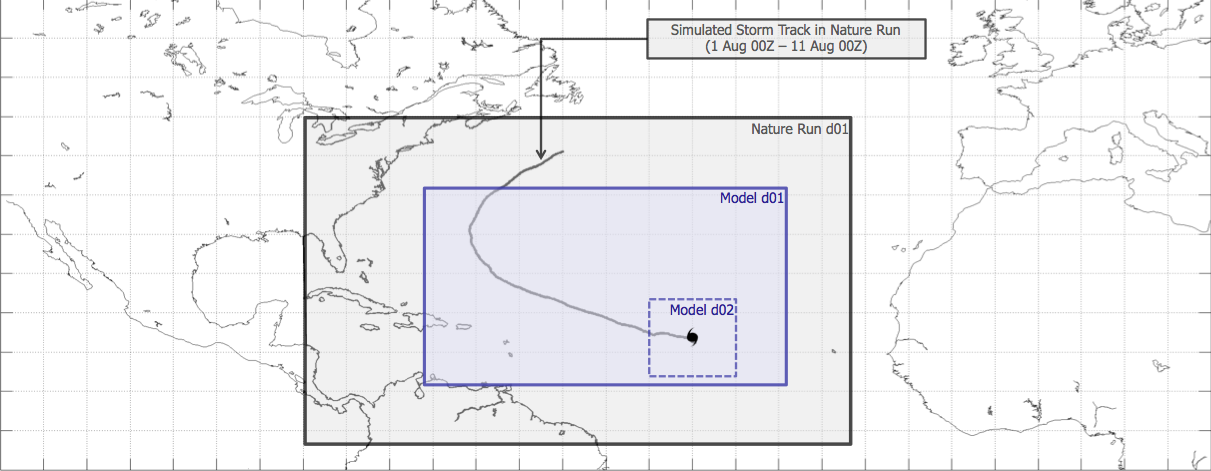 Simulated Storm Track in Nature Run
(1 Aug 00Z – 11 Aug 00Z)
Nature Run d01
Model d01
Model d02